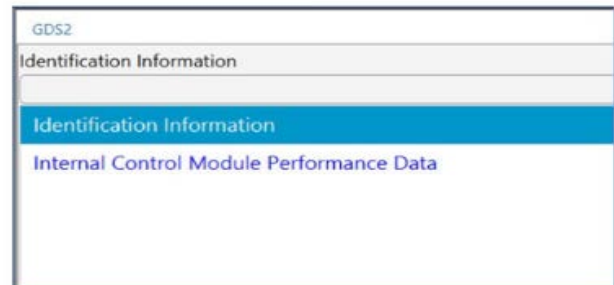 GDS2
Identification Information
Identification Information
Internal Control Module Performance Data